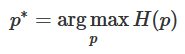 p* = arg max H(p)
p